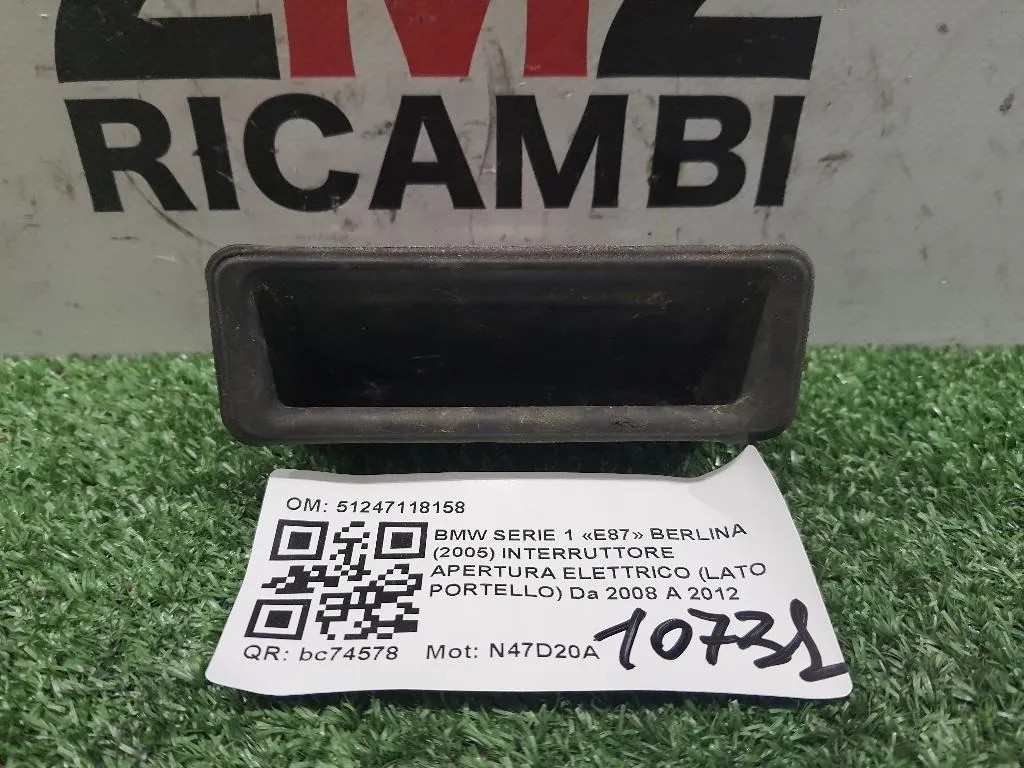 RICAMBI
OM: 51247118158
BMW SERIE 1 «E87» BERLINA
(2005) INTERRUTTORE
APERTURA ELETTRICO (LATO
PORTELLO) Da 2008 A 2012
QR: bc74578 Mot: N47D20A